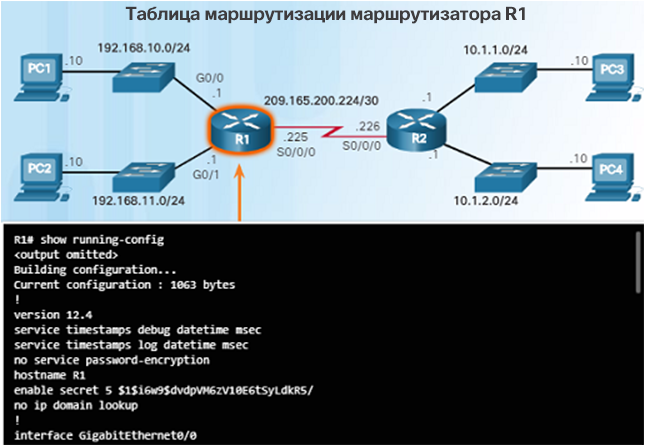 Таблица маршрутизации маршрутизатора R1
192.168.10.0/24
10.1.1.0/24
PC1
.10
G0/0
.1
209.165.200.224/30
.1
.10
PC3
R1
.225
S0/0/0
.226
S0/0/0
R2
PC2
.10
.1
G0/1
192.168.11.0/24
.1
10.1.2.0/24
.10
PC4
R1# show running-config
<output omitted>
Building configuration...
Current configuration : 1063 bytes
!
version 12.4
service timestamps debug datetime msec
service timestamps log datetime msec
no service password-encryption
hostname R1
enable secret 5 $1$i6w9$dvdpVM6zV10E6tSyLdkR5/
no ip domain lookup
!
interface GigabitEthernet0/0